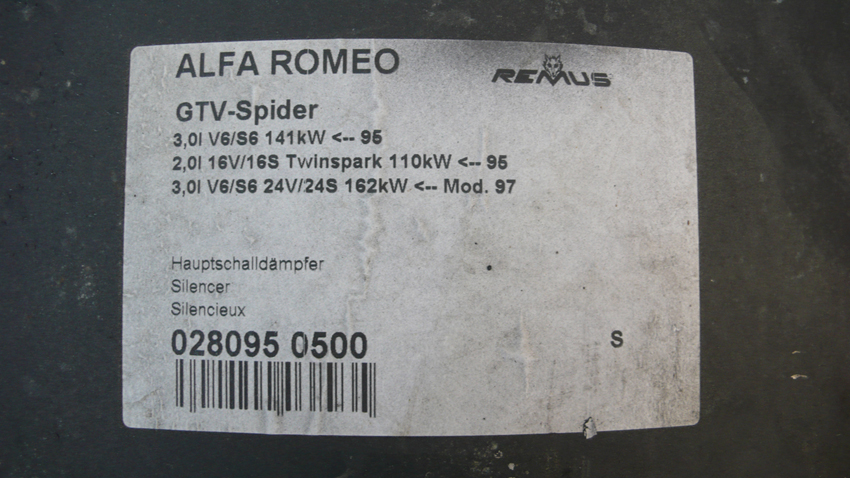 ALFA ROMEO
REMUS
GTV-Spider
3,0l V6/S6 141kW <-- 95
2,0l 16V/16S Twinspark 110kW <-- 95
3,0l V6/S6 24V/24S 162kW <-- Mod. 97
Hauptschalldämpfer
Silencer
Silencieux
028095 0500
S